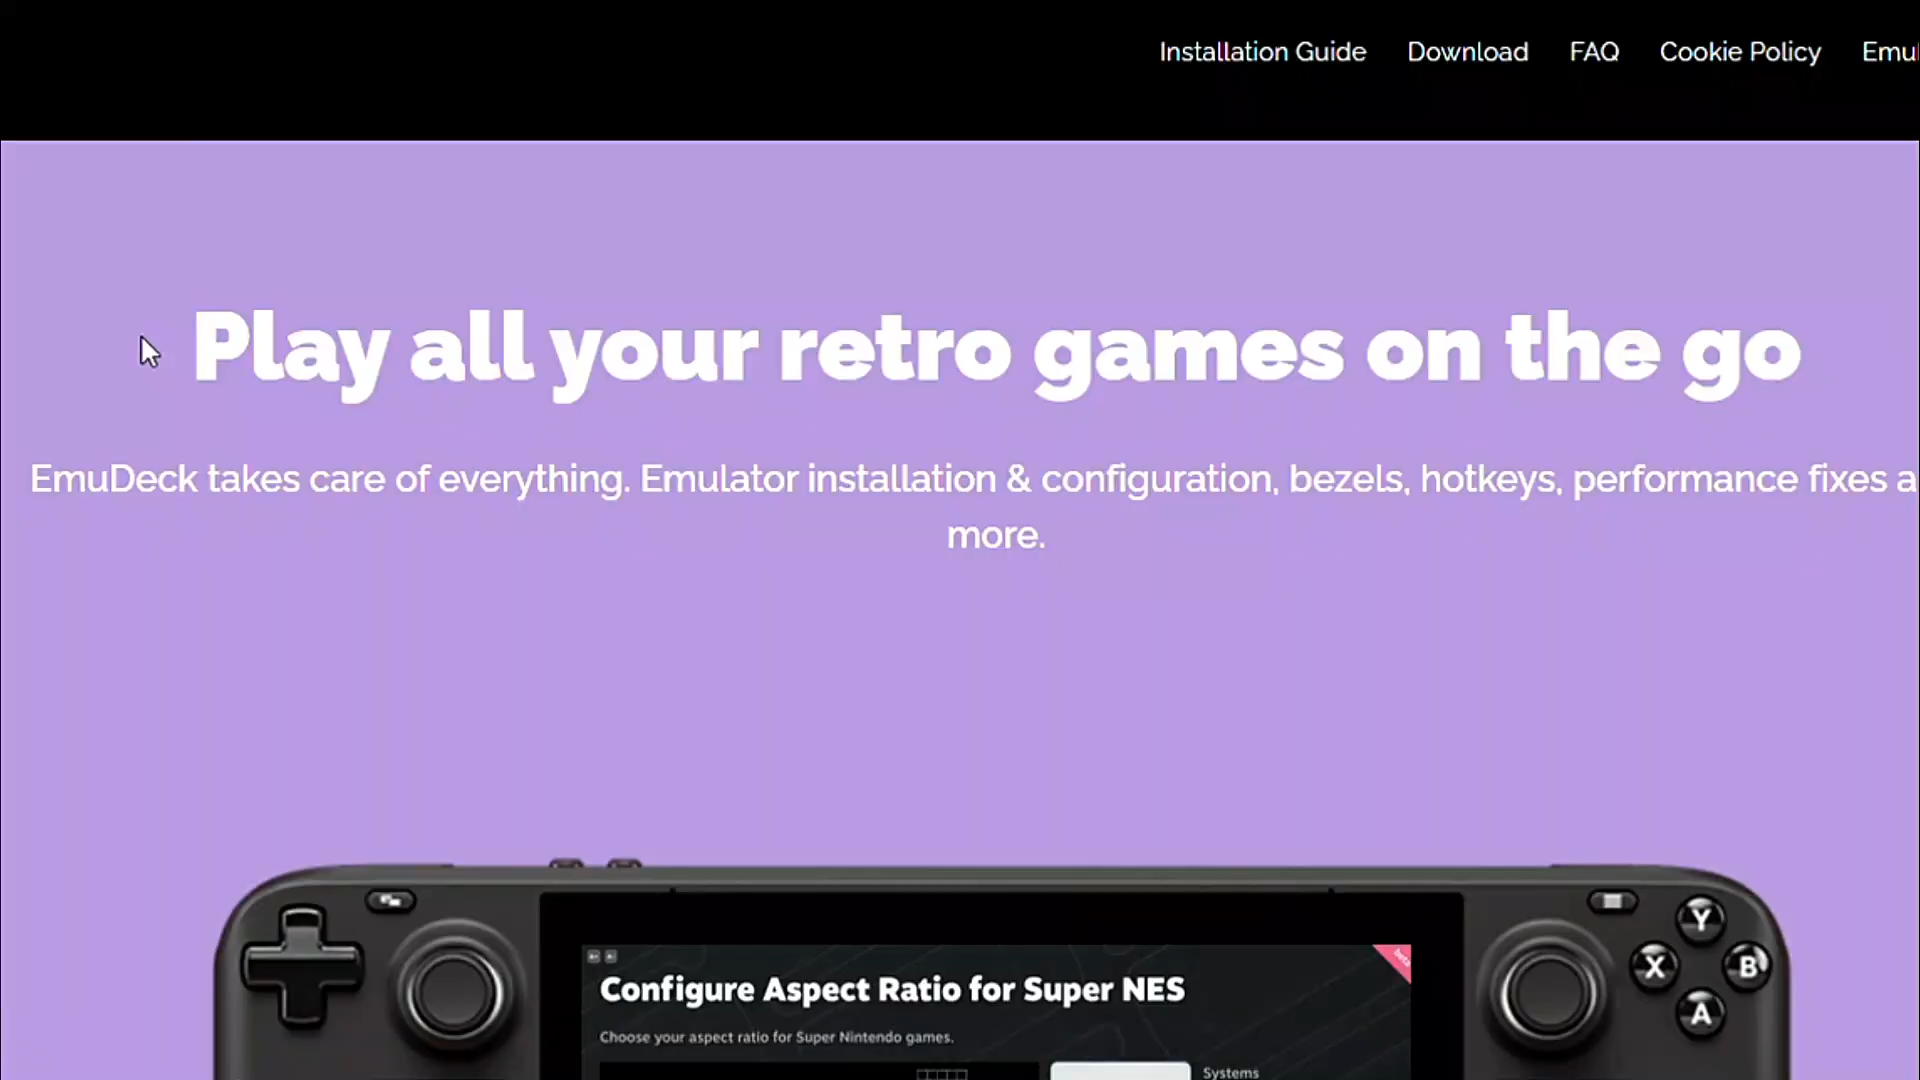 Installation Guide Download FAQ Cookie Policy Emu
Play all your retro games on the go
EmuDeck takes care of everything. Emulator installation & configuration, bezels, hotkeys, performance fixes a
more.
Y
X B
A
beta
Configure Aspect Ratio for Super NES
Choose your aspect ratio for Super Nintendo games.
Systems